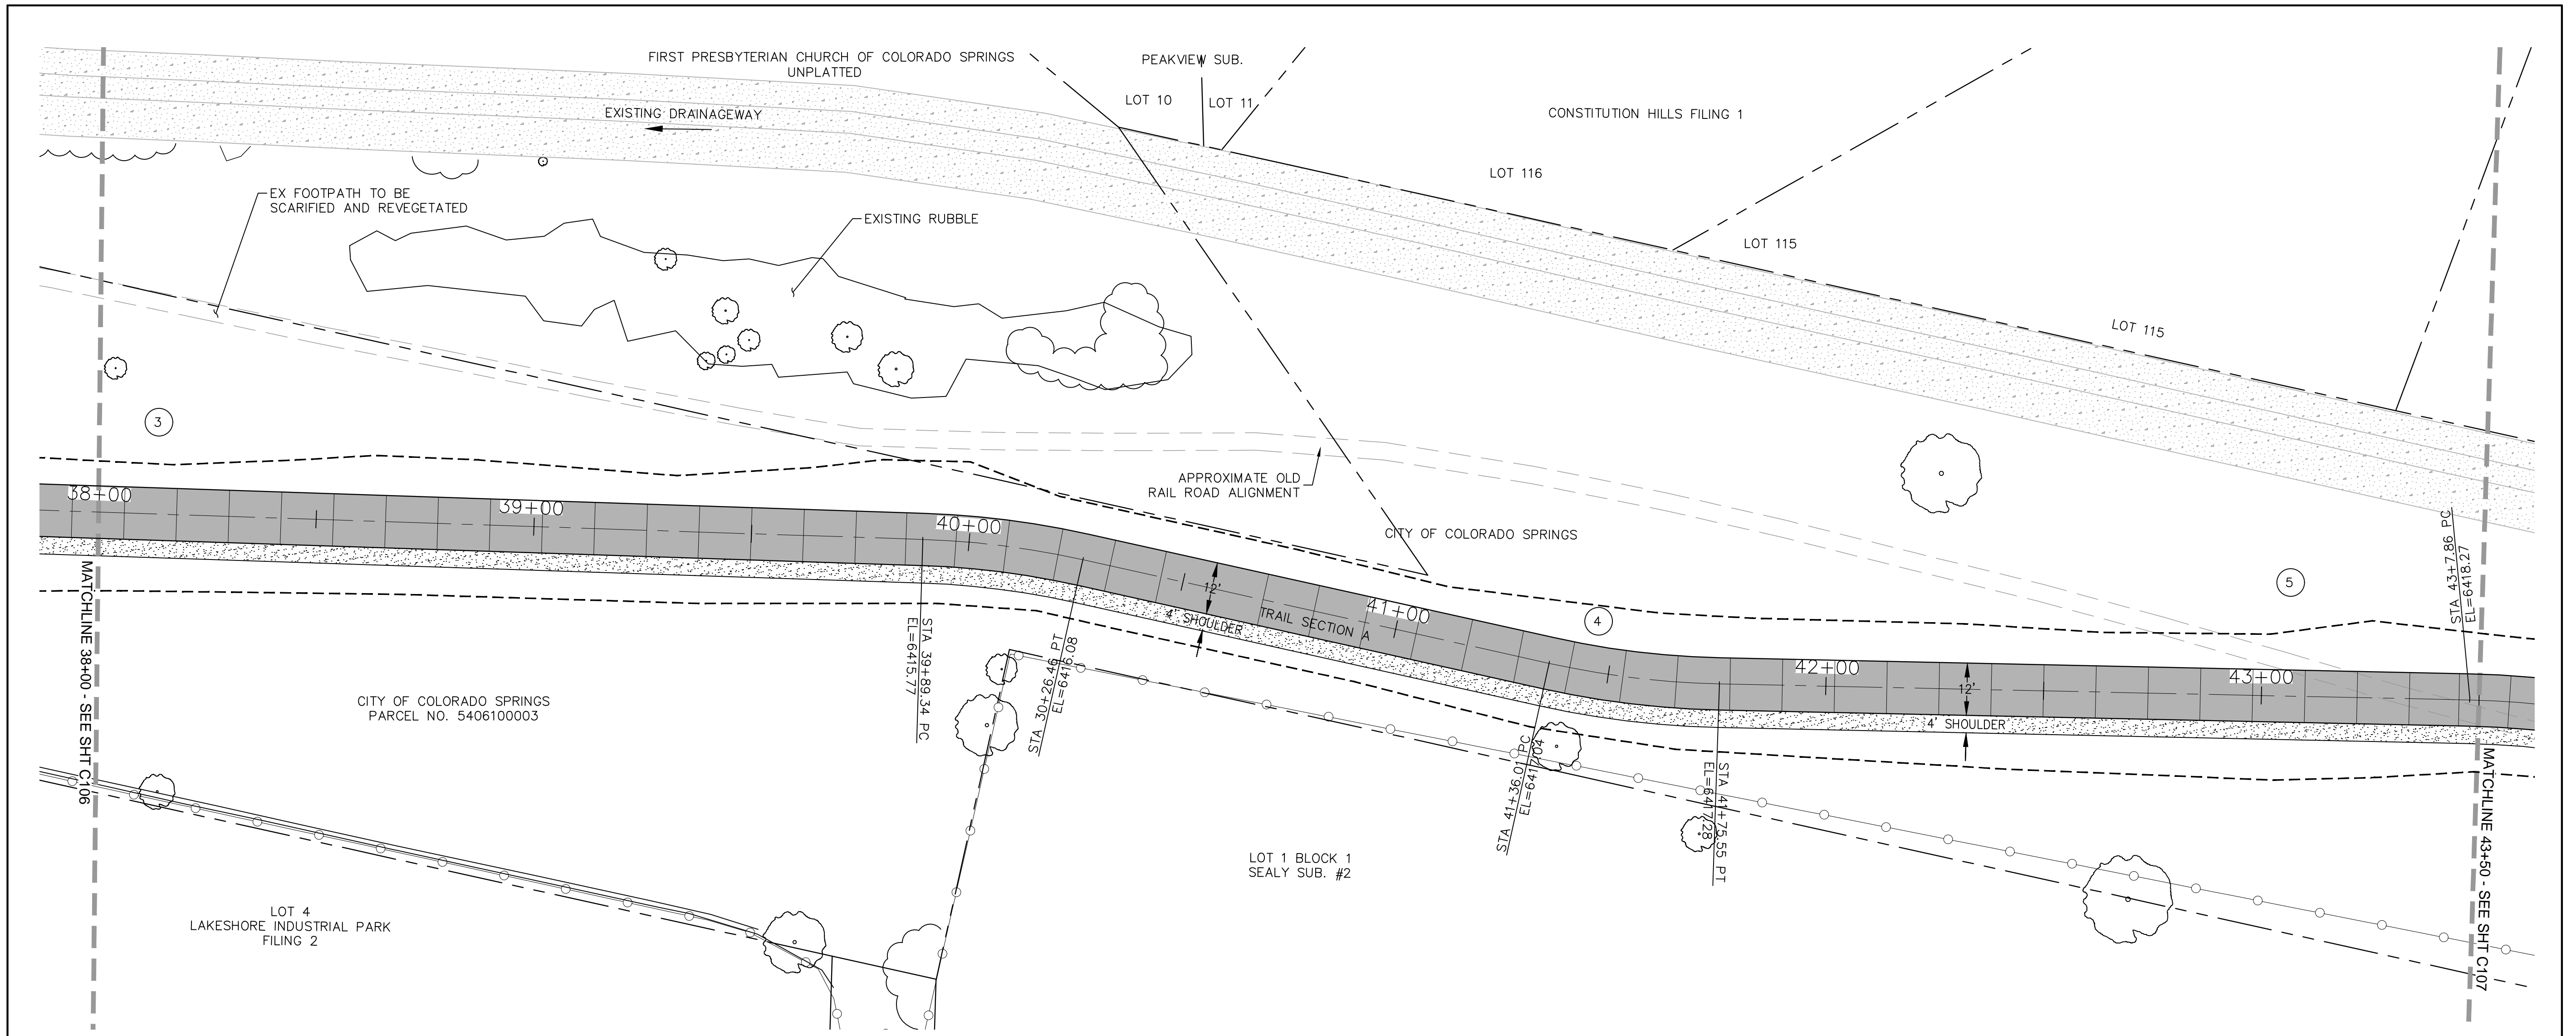 FIRST PRESBYTERIAN CHURCH OF COLORADO SPRINGS
UNPLATTED
PEAKVIEW SUB.
LOT 10
LOT 11
CONSTITUTION HILLS FILING 1
EXISTING DRAINAGEWAY
LOT 116
EX FOOTPATH TO BE
SCARIFIED AND REVEGETATED
EXISTING RUBBLE
LOT 115
LOT 115
3
APPROXIMATE OLD
RAIL ROAD ALIGNMENT
CITY OF COLORADO SPRINGS
38+00
39+00
40+00
41+00
42+00
43+00
5
4
12'
4' SHOULDER
TRAIL SECTION A
12'
4' SHOULDER
STA 43+7.86 PC
EL=6418.27
MATCHLINE 38+00 - SEE SHT C106
STA 39+89.34 PC
EL=6415.77
STA 30+26.46 PT
EL=6416.08
STA 41+36.01 PC
STA 41+75.55 PT
EL=6417.28
MATCHLINE 43+50 - SEE SHT C107
CITY OF COLORADO SPRINGS
PARCEL NO. 5406100003
LOT 1 BLOCK 1
SEALY SUB. #2
LOT 4
LAKESHORE INDUSTRIAL PARK
FILING 2